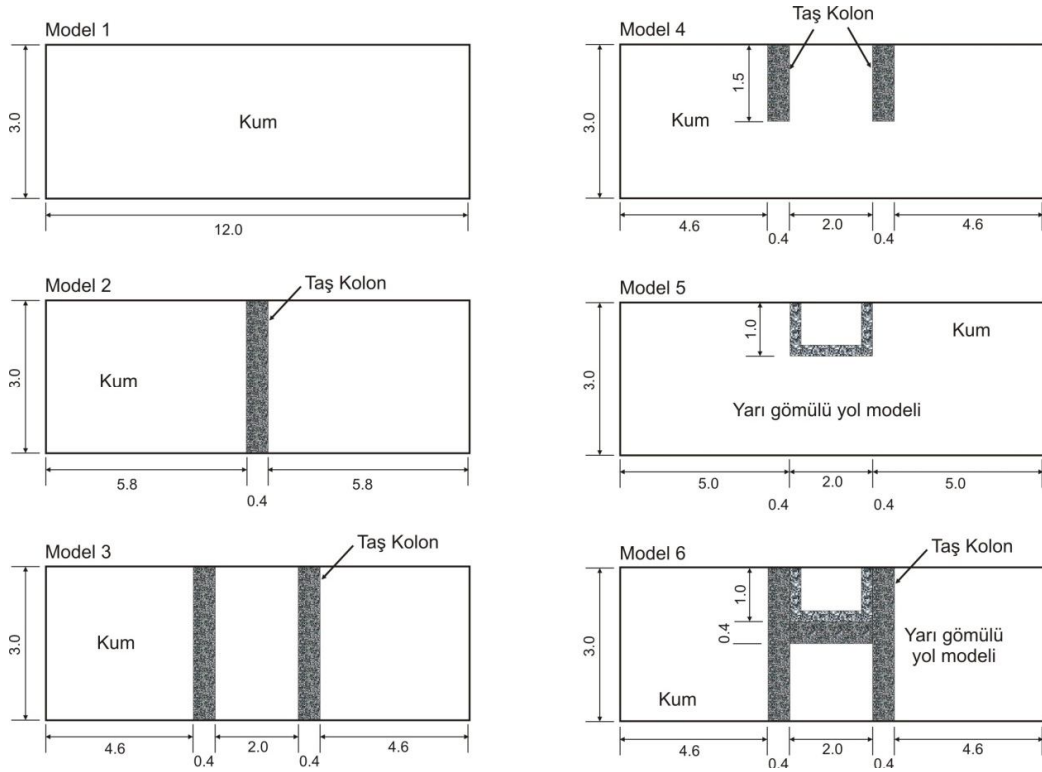 Model 1
3.0
Kum
12.0
Model 2
Taş Kolon
3.0
Kum
5.8
0.4
5.8
Model 3
Taş Kolon
3.0
Kum
4.6
0.4
2.0
0.4
4.6
Model 4
Taş Kolon
3.0
1.5
Kum
4.6
0.4
2.0
0.4
4.6
Model 5
3.0
1.0
Kum
Yarı gömülü yol modeli
5.0
0.4
2.0
0.4
5.0
Model 6
Taş Kolon
3.0
1.0
0.4
Yarı gömülü
yol modeli
Kum
4.6
0.4
2.0
0.4
4.6